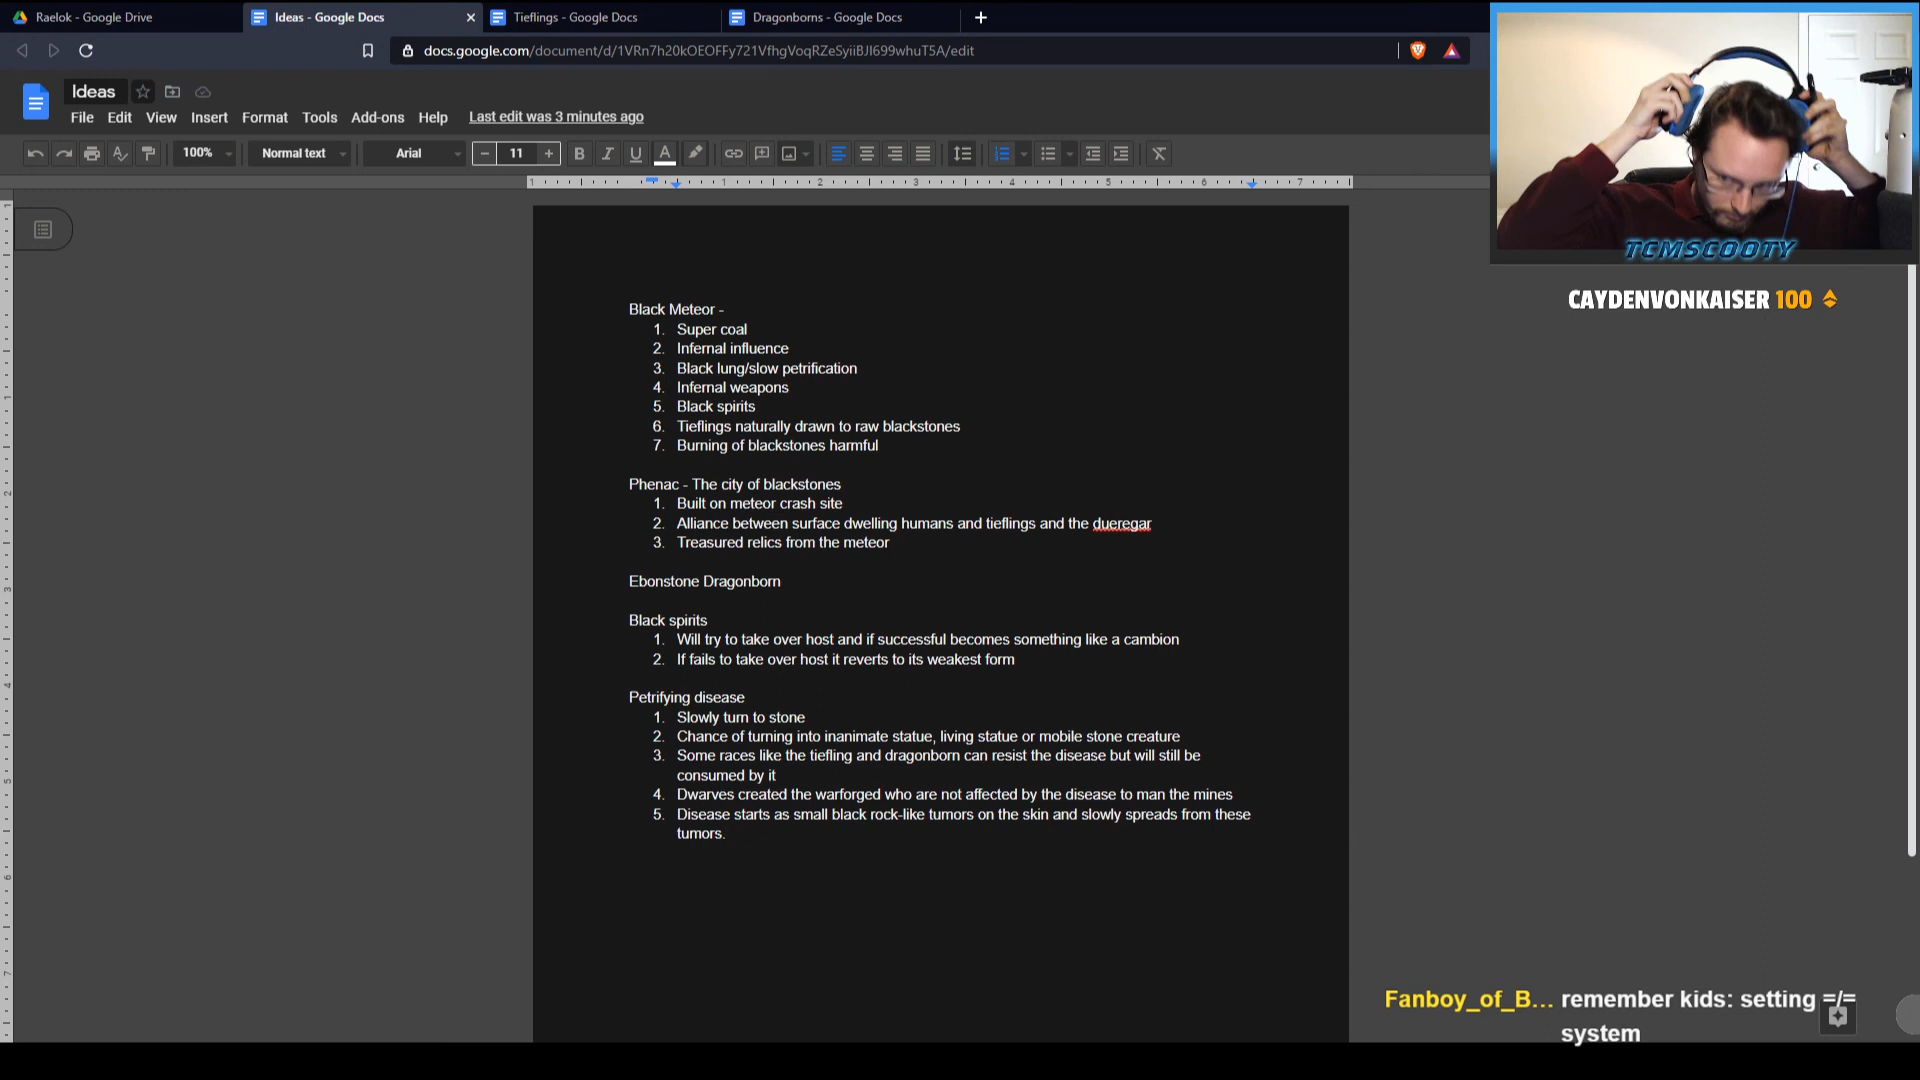 Raelok - Google Drive
Ideas - Google Docs
Tieflings - Google Docs
Dragonborns - Google Docs
docs.google.com/document/d/1VRn7h20kOEOFFy721VfhgVoqRZeSyiiBJl699whuT5A/edit
Ideas
File Edit View Insert Format Tools Add-ons Help Last edit was 3 minutes ago
100% Normal text Arial 11 B I U A
1 1 2 3 4 5 6 7
TCMSCOOTY
CAYDENVONKAISER 100
Black Meteor -
1. Super coal
2. Infernal influence
3. Black lung/slow petrification
4. Infernal weapons
5. Black spirits
6. Tieflings naturally drawn to raw blackstones
7. Burning of blackstones harmful
Phenac - The city of blackstones
1. Built on meteor crash site
2. Alliance between surface dwelling humans and tieflings and the dueregar
3. Treasured relics from the meteor
Ebonstone Dragonborn
Black spirits
1. Will try to take over host and if successful becomes something like a cambion
2. If fails to take over host it reverts to its weakest form
Petrifying disease
1. Slowly turn to stone
2. Chance of turning into inanimate statue, living statue or mobile stone creature
3. Some races like the tiefling and dragonborn can resist the disease but will still be
consumed by it
4. Dwarves created the warforged who are not affected by the disease to man the mines
5. Disease starts as small black rock-like tumors on the skin and slowly spreads from these
tumors.
Fanboy_of_B... remember kids: setting =/=
system